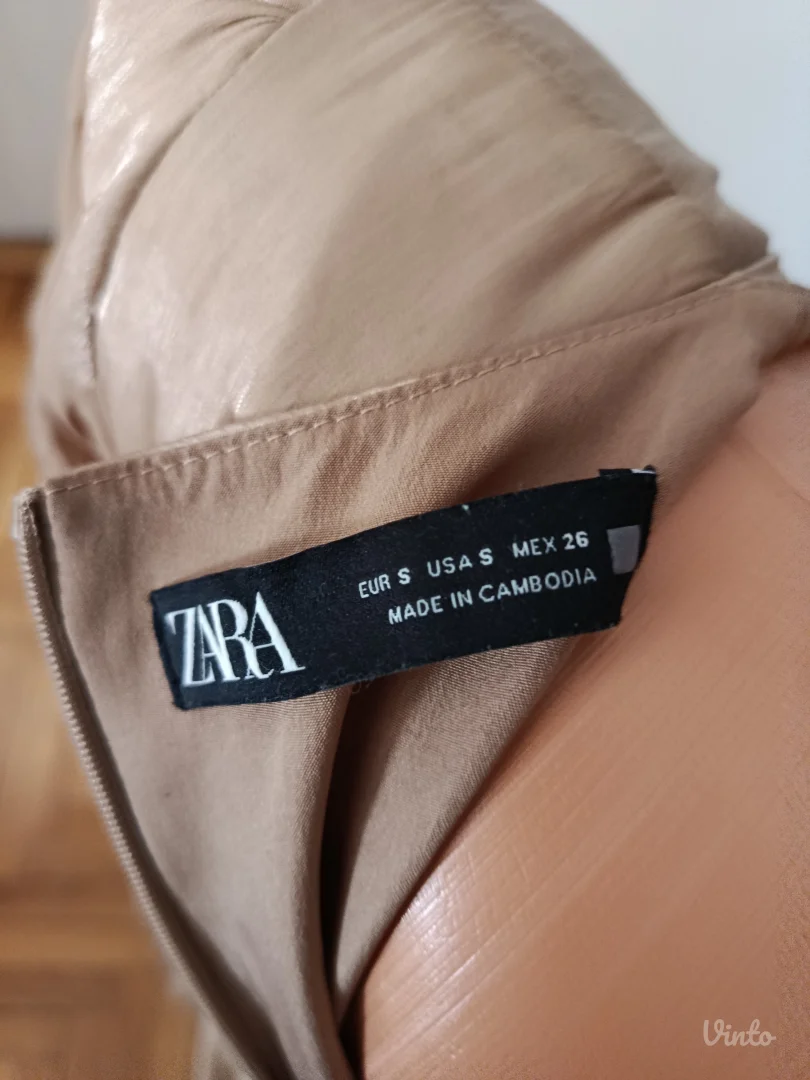 ZARA
EUR S USA S MEX 26
MADE IN CAMBODIA
Vinto